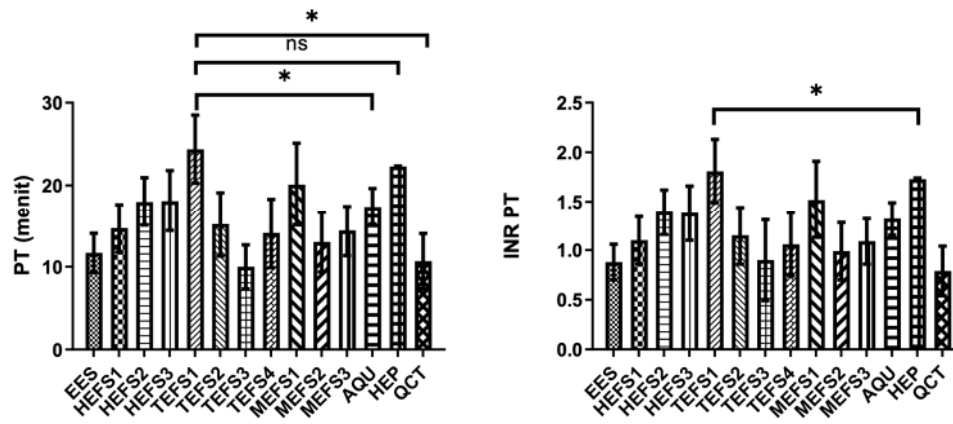 *
ns
*
30
20
10
0
PT (menit)
EES
HEFS1
HEFS2
HEFS3
TEFS1
TEFS2
TEFS3
TEFS4
MEFS1
MEFS2
MEFS3
AQU
HEP
QCT
*
2.5
2.0
1.5
1.0
0.5
0.0
INR PT
EES
HEFS1
HEFS2
HEFS3
TEFS1
TEFS2
TEFS3
TEFS4
MEFS1
MEFS2
MEFS3
AQU
HEP
QCT